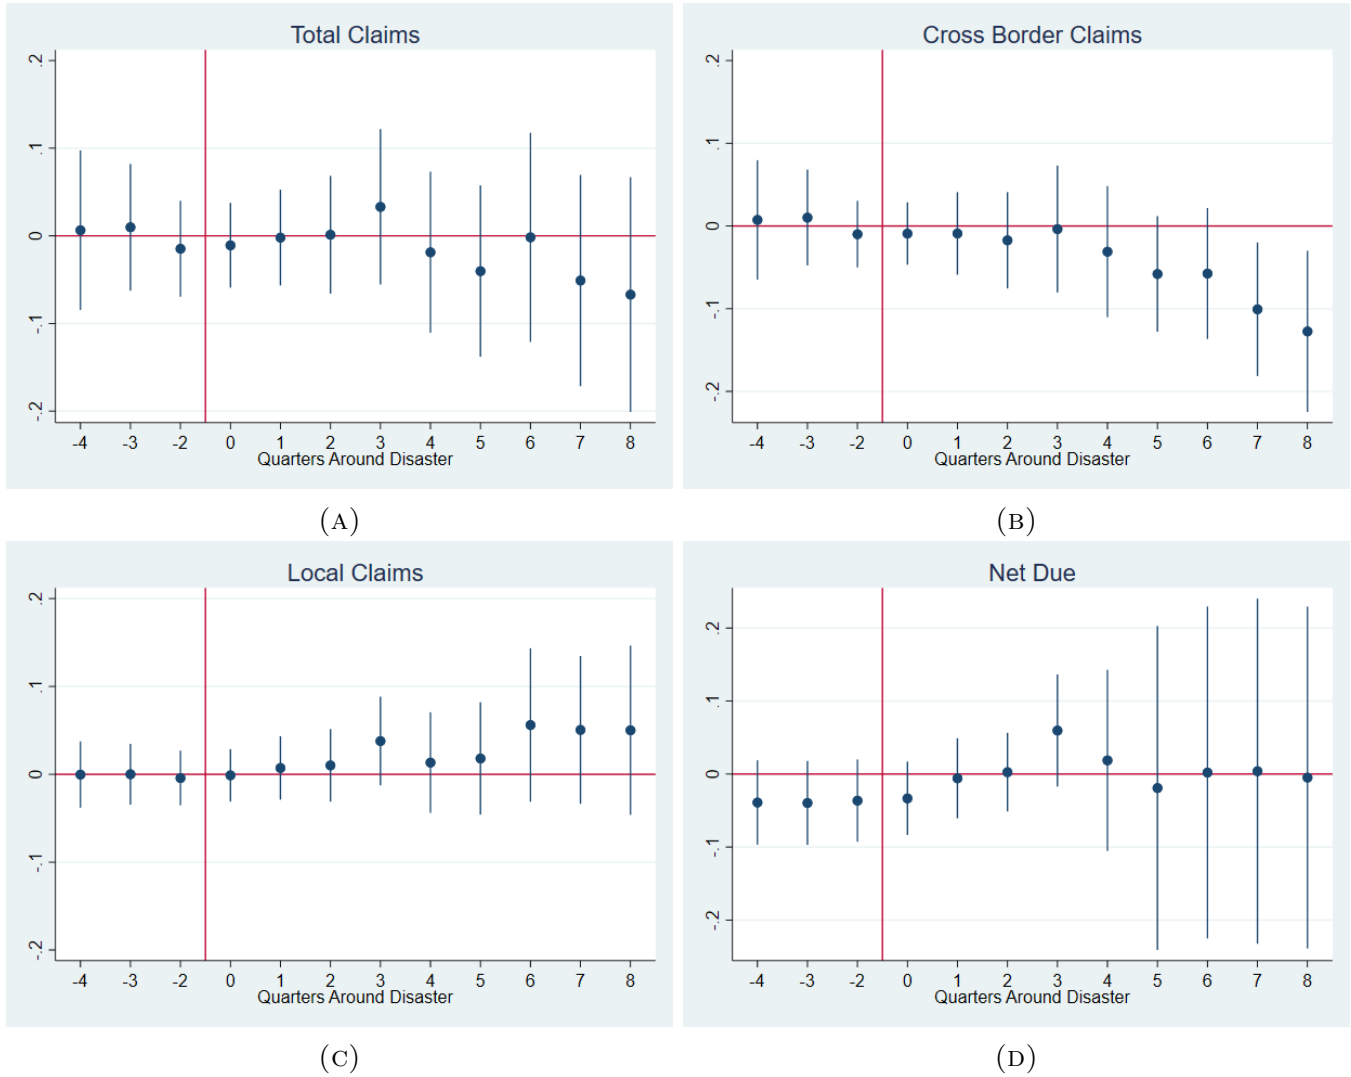 Total Claims
.2
.1
0
-.1
-.2
-4 -3 -2 0 1 2 3 4 5 6 7 8
Quarters Around Disaster
(A)
Cross Border Claims
.2
.1
0
-.1
-.2
-4 -3 -2 0 1 2 3 4 5 6 7 8
Quarters Around Disaster
(B)
Local Claims
.2
.1
0
-.1
-.2
-4 -3 -2 0 1 2 3 4 5 6 7 8
Quarters Around Disaster
(C)
Net Due
.2
.1
0
-.1
-.2
-4 -3 -2 0 1 2 3 4 5 6 7 8
Quarters Around Disaster
(D)